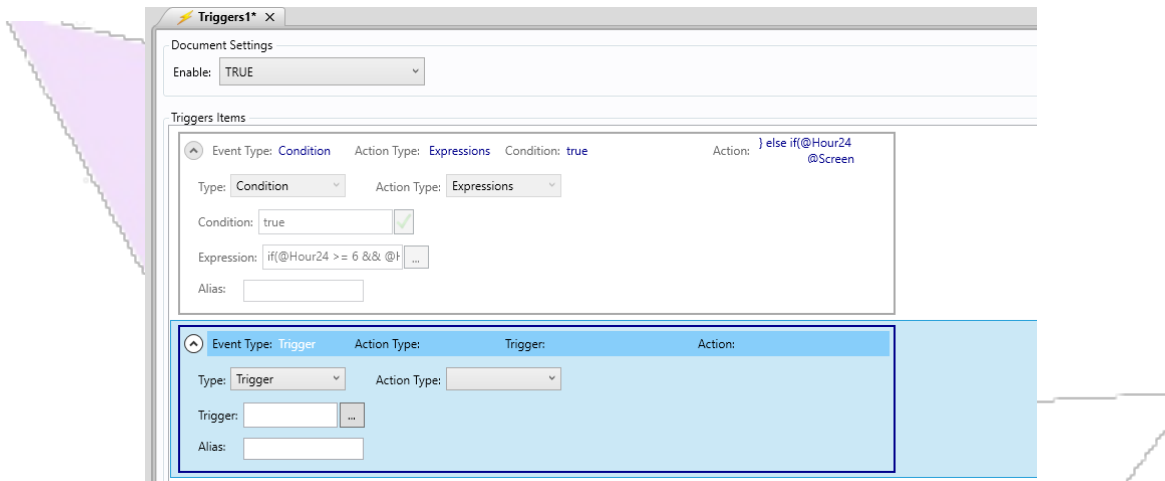 Triggers1*
Document Settings
Enable: TRUE
Triggers Items
Event Type: Condition Action Type: Expressions Condition: true Action: } else if(@Hour24
@Screen
Type: Condition Action Type: Expressions
Condition: true
Expression: if(@Hour24 >= 6 && @H ...
Alias:
Event Type: Trigger Action Type: Trigger: Action:
Type: Trigger Action Type:
Trigger: ...
Alias: